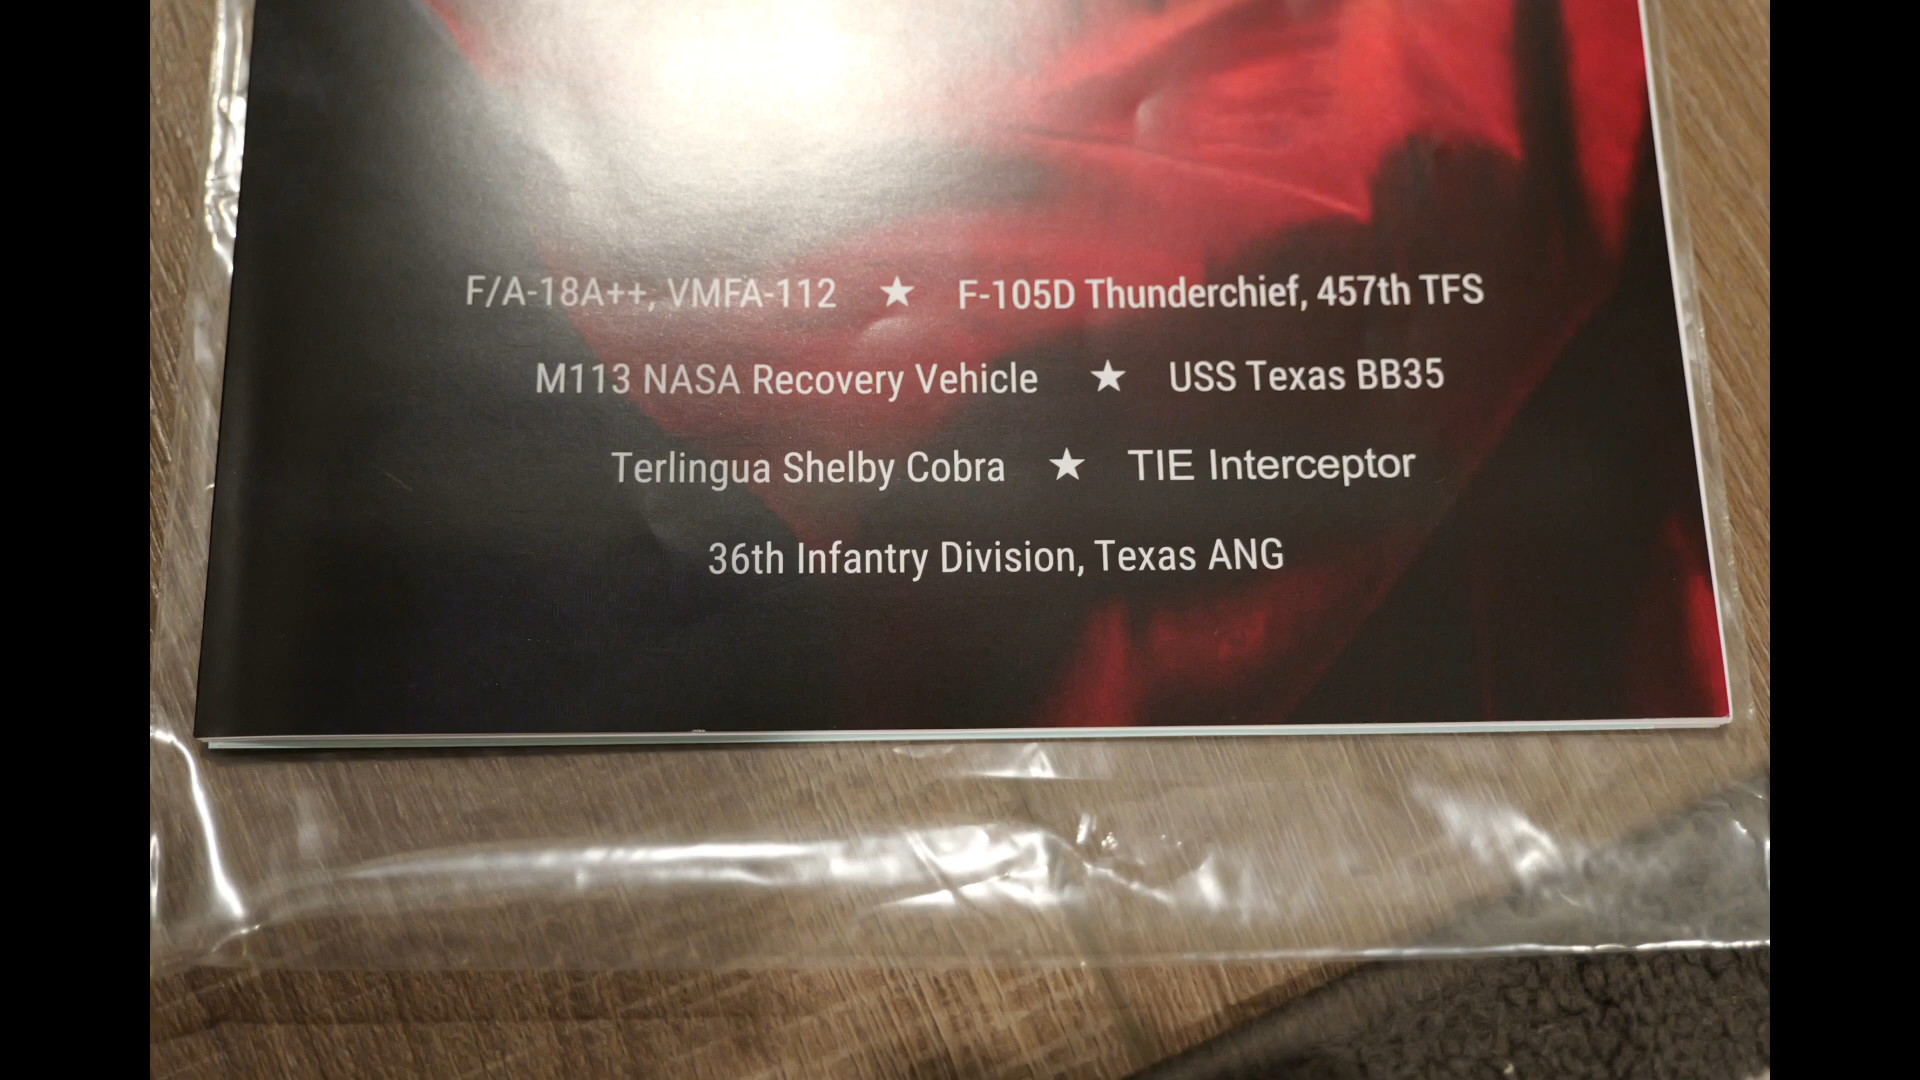 F/A-18A++, VMFA-112 ★ F-105D Thunderchief, 457th TFS
M113 NASA Recovery Vehicle ★ USS Texas BB35
Terlingua Shelby Cobra ★ TIE Interceptor
36th Infantry Division, Texas ANG